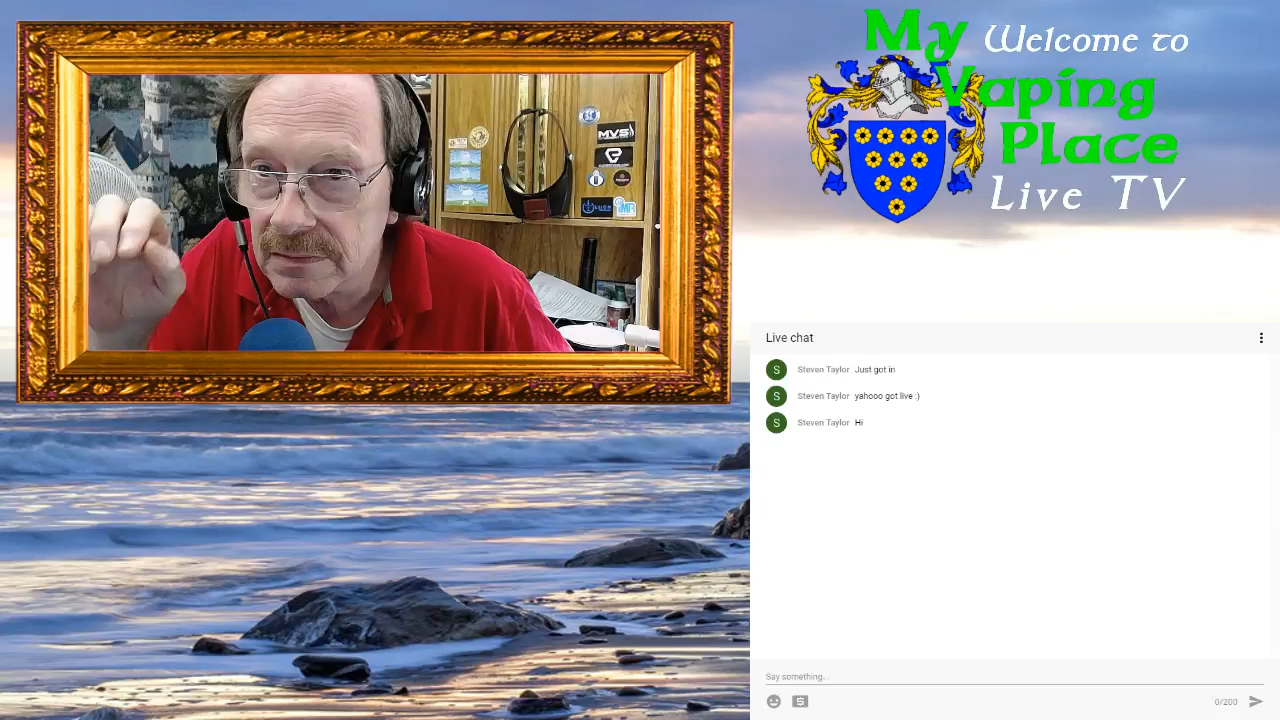 My Welcome to
Vaping
Place
Live TV
MVS
Live chat
S Steven Taylor Just got in
S Steven Taylor yahooo got live :)
S Steven Taylor Hi
Say something...
0/200